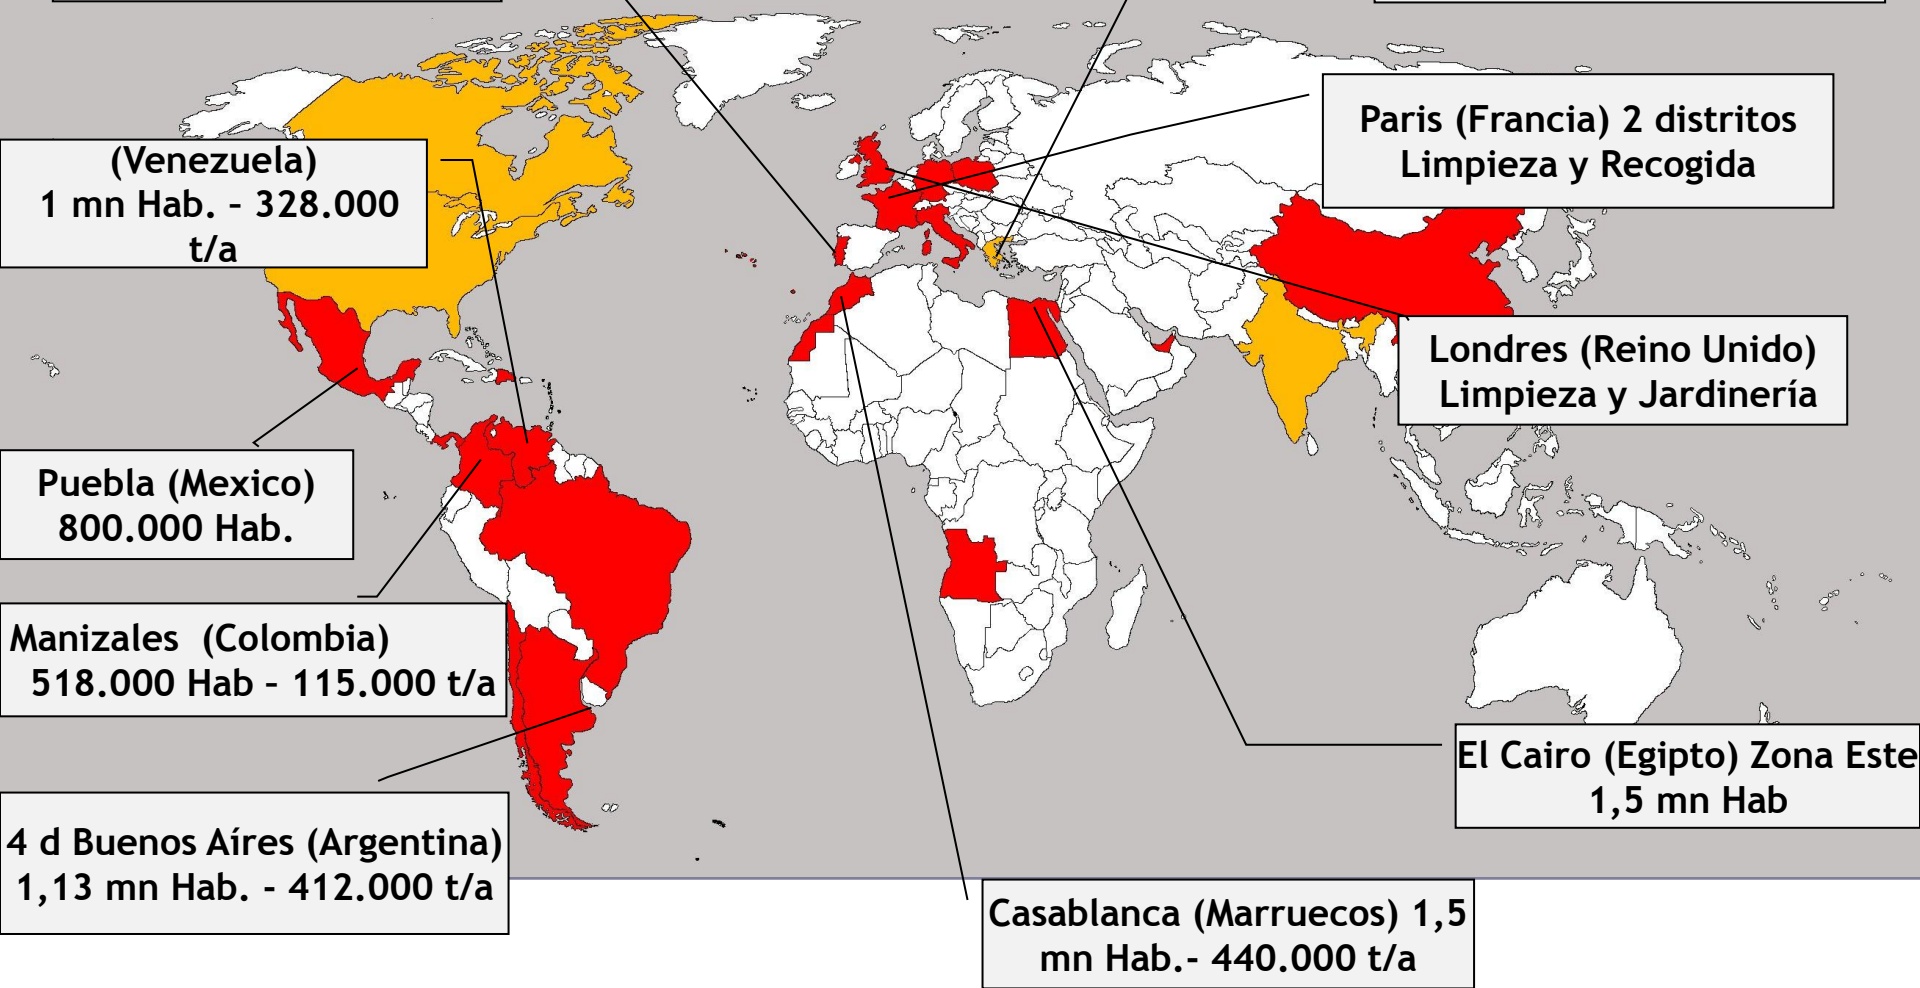 Paris (Francia) 2 distritos
Limpieza y Recogida
(Venezuela)
1 mn Hab. – 328.000
t/a
Londres (Reino Unido)
Limpieza y Jardinería
Puebla (Mexico)
800.000 Hab.
Manizales (Colombia)
518.000 Hab – 115.000 t/a
El Cairo (Egipto) Zona Este
1,5 mn Hab
4 d Buenos Aíres (Argentina)
1,13 mn Hab. - 412.000 t/a
Casablanca (Marruecos) 1,5
mn Hab.- 440.000 t/a